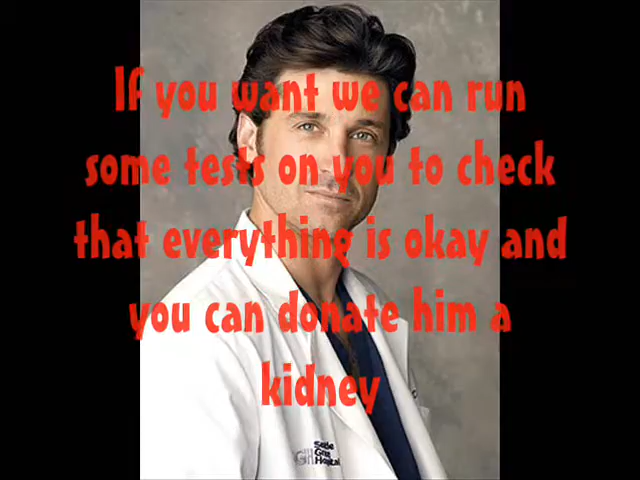 If you want we can run
some tests on you to check
that everything is okay and
you can donate him a
kidney
Hospital